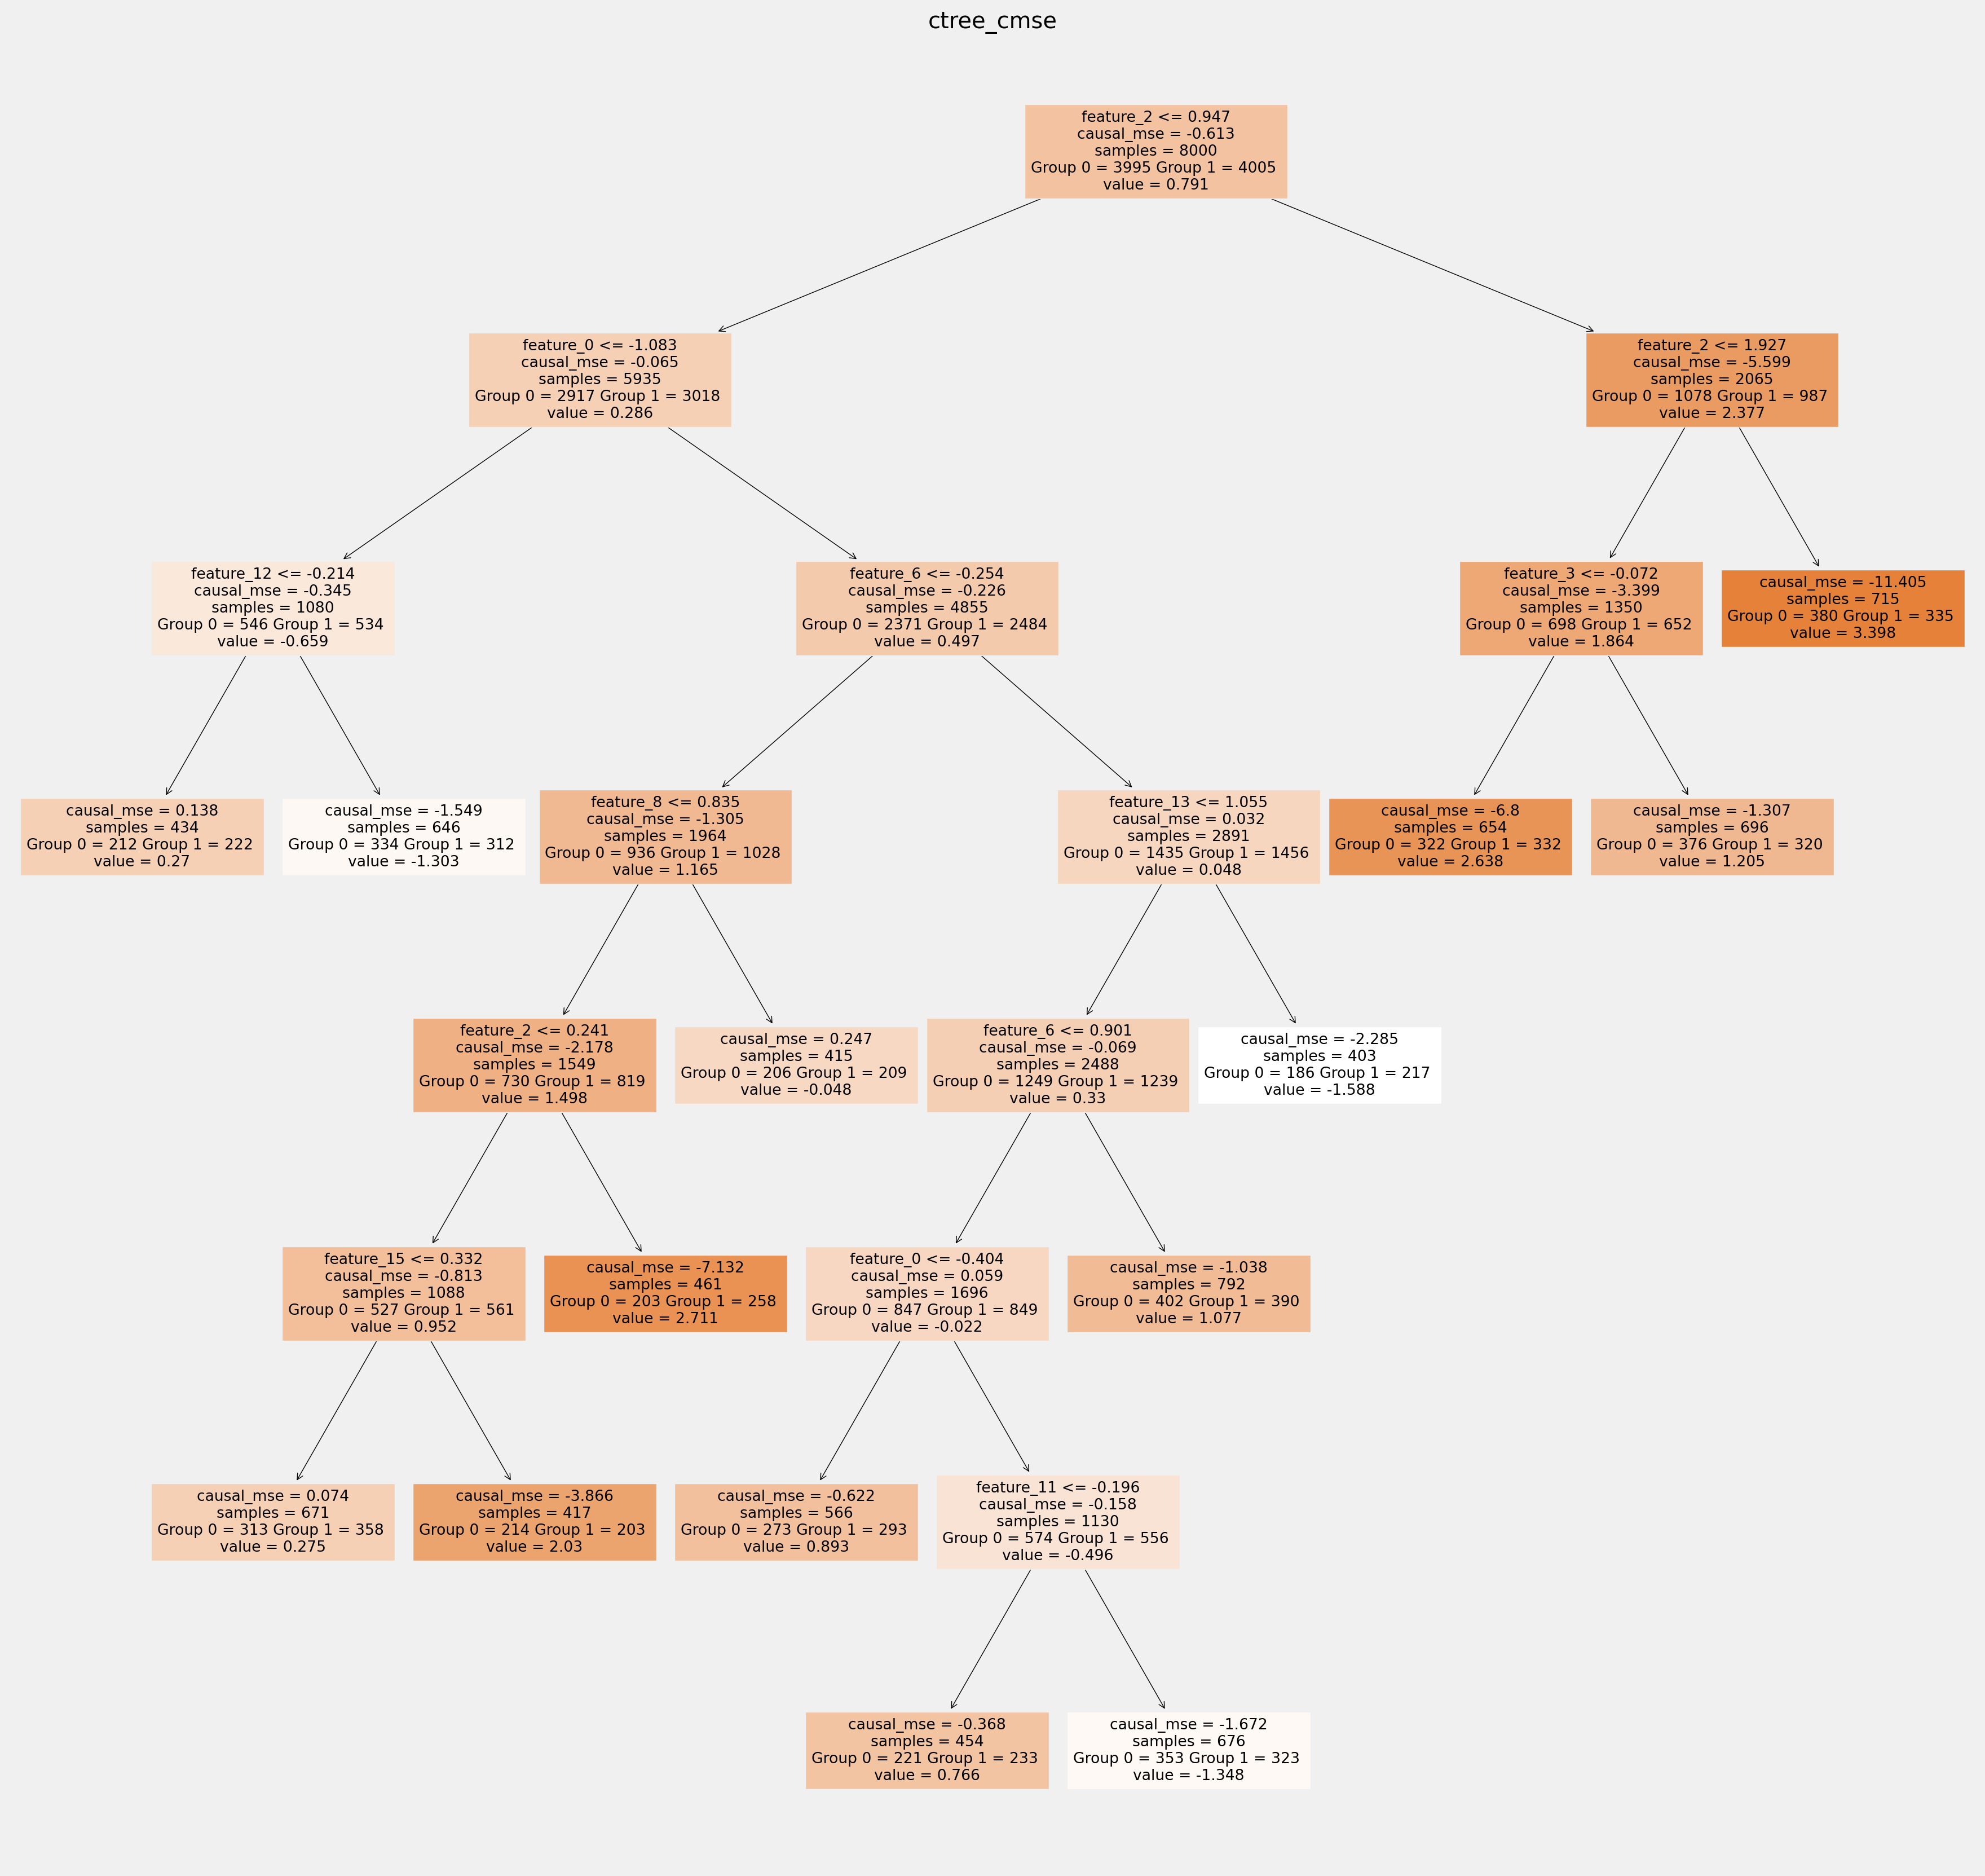 ctree_cmse
feature_2 <= 0.947
causal_mse = -0.613
samples = 8000
Group 0 = 3995 Group 1 = 4005
value = 0.791
feature_0 <= -1.083
causal_mse = -0.065
samples = 5935
Group 0 = 2917 Group 1 = 3018
value = 0.286
feature_2 <= 1.927
causal_mse = -5.599
samples = 2065
Group 0 = 1078 Group 1 = 987
value = 2.377
feature_12 <= -0.214
causal_mse = -0.345
samples = 1080
Group 0 = 546 Group 1 = 534
value = -0.659
feature_6 <= -0.254
causal_mse = -0.226
samples = 4855
Group 0 = 2371 Group 1 = 2484
value = 0.497
feature_3 <= -0.072
causal_mse = -3.399
samples = 1350
Group 0 = 698 Group 1 = 652
value = 1.864
causal_mse = -11.405
samples = 715
Group 0 = 380 Group 1 = 335
value = 3.398
causal_mse = 0.138
samples = 434
Group 0 = 212 Group 1 = 222
value = 0.27
causal_mse = -1.549
samples = 646
Group 0 = 334 Group 1 = 312
value = -1.303
feature_8 <= 0.835
causal_mse = -1.305
samples = 1964
Group 0 = 936 Group 1 = 1028
value = 1.165
feature_13 <= 1.055
causal_mse = 0.032
samples = 2891
Group 0 = 1435 Group 1 = 1456
value = 0.048
causal_mse = -6.8
samples = 654
Group 0 = 322 Group 1 = 332
value = 2.638
causal_mse = -1.307
samples = 696
Group 0 = 376 Group 1 = 320
value = 1.205
feature_2 <= 0.241
causal_mse = -2.178
samples = 1549
Group 0 = 730 Group 1 = 819
value = 1.498
causal_mse = 0.247
samples = 415
Group 0 = 206 Group 1 = 209
value = -0.048
feature_6 <= 0.901
causal_mse = -0.069
samples = 2488
Group 0 = 1249 Group 1 = 1239
value = 0.33
causal_mse = -2.285
samples = 403
Group 0 = 186 Group 1 = 217
value = -1.588
feature_15 <= 0.332
causal_mse = -0.813
samples = 1088
Group 0 = 527 Group 1 = 561
value = 0.952
causal_mse = -7.132
samples = 461
Group 0 = 203 Group 1 = 258
value = 2.711
feature_0 <= -0.404
causal_mse = 0.059
samples = 1696
Group 0 = 847 Group 1 = 849
value = -0.022
causal_mse = -1.038
samples = 792
Group 0 = 402 Group 1 = 390
value = 1.077
causal_mse = 0.074
samples = 671
Group 0 = 313 Group 1 = 358
value = 0.275
causal_mse = -3.866
samples = 417
Group 0 = 214 Group 1 = 203
value = 2.03
causal_mse = -0.622
samples = 566
Group 0 = 273 Group 1 = 293
value = 0.893
feature_11 <= -0.196
causal_mse = -0.158
samples = 1130
Group 0 = 574 Group 1 = 556
value = -0.496
causal_mse = -0.368
samples = 454
Group 0 = 221 Group 1 = 233
value = 0.766
causal_mse = -1.672
samples = 676
Group 0 = 353 Group 1 = 323
value = -1.348